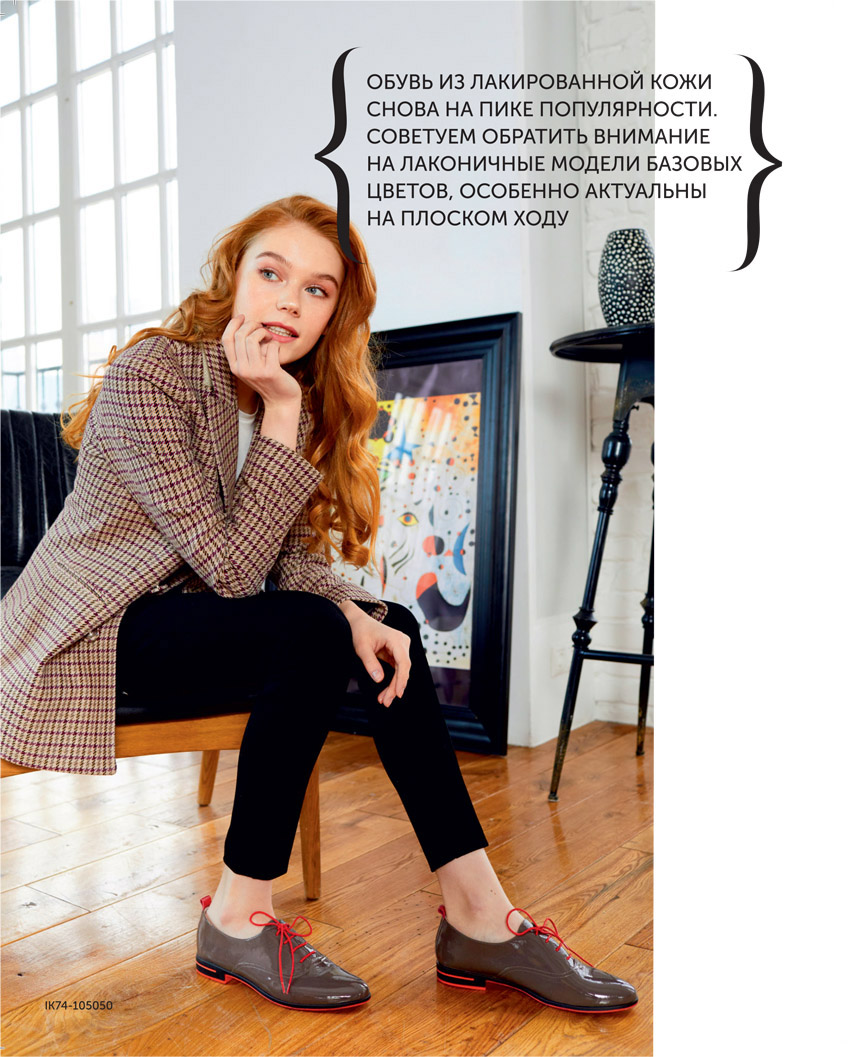 ОБУВЬ ИЗ ЛАКИРОВАННОЙ КОЖИ
СНОВА НА ПИКЕ ПОПУЛЯРНОСТИ.
СОВЕТУЕМ ОБРАТИТЬ ВНИМАНИЕ
НА ЛАКОНИЧНЫЕ МОДЕЛИ БАЗОВЫХ
ЦВЕТОВ, ОСОБЕННО АКТУАЛЬНЫ
НА ПЛОСКОМ ХОДУ
IK74-105050